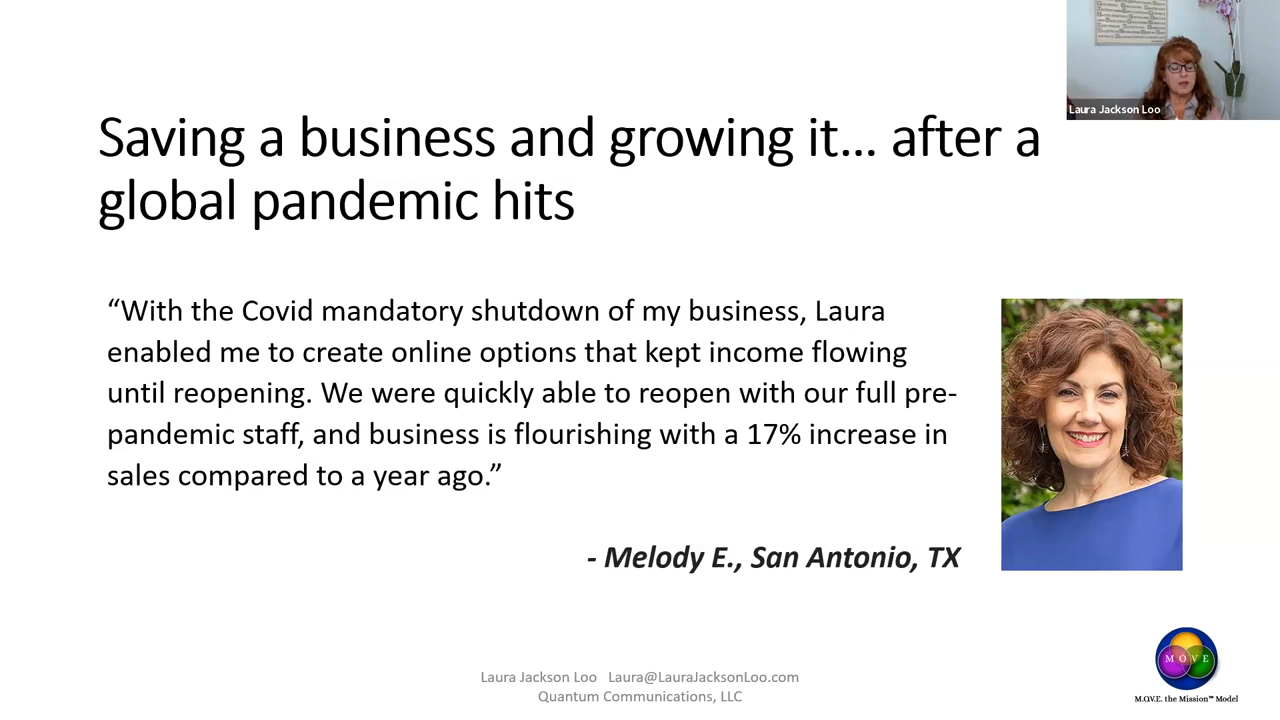 Laura Jackson Loo
Saving a business and growing it... after a
global pandemic hits
“With the Covid mandatory shutdown of my business, Laura
enabled me to create online options that kept income flowing
until reopening. We were quickly able to reopen with our full pre-
pandemic staff, and business is flourishing with a 17% increase in
sales compared to a year ago.”
- Melody E., San Antonio, TX
M O V E
M.O.V.E. the Mission™ Model
Laura Jackson Loo Laura@LauraJacksonLoo.com
Quantum Communications, LLC